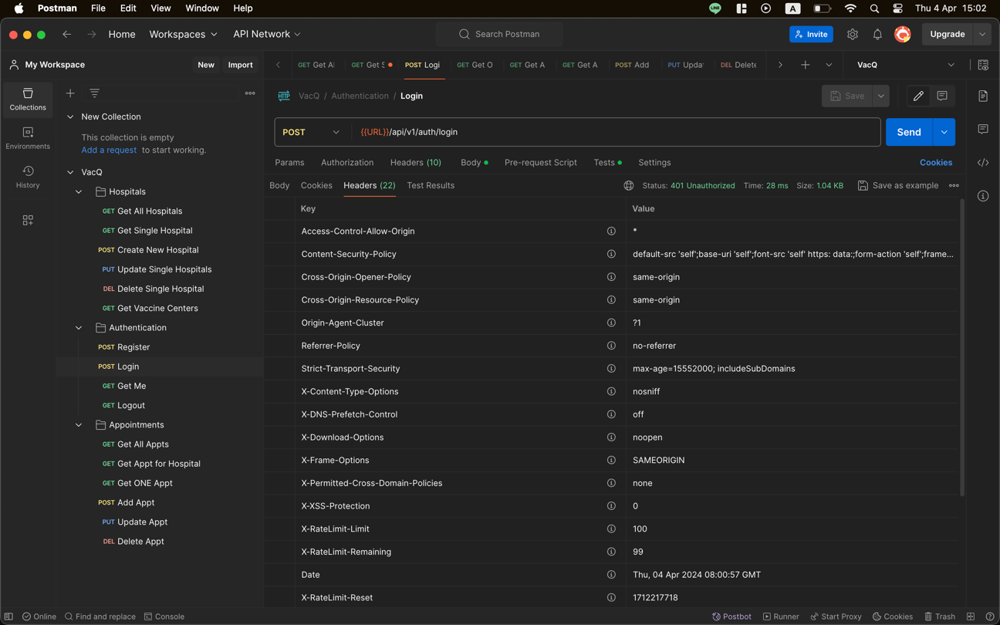 Postman File Edit View Window Help LINE A Thu 4 Apr 15:02
Home Workspaces API Network Search Postman Invite Upgrade
My Workspace New Import GET Get Al GET Get S POST Logi GET Get O GET Get A GET Get A POST Add PUT Upda DEL Delete VacQ
Collections
Environments
History
New Collection
This collection is empty
Add a request to start working.
VacQ
Hospitals
GET Get All Hospitals
GET Get Single Hospital
POST Create New Hospital
PUT Update Single Hospitals
DEL Delete Single Hospital
GET Get Vaccine Centers
Authentication
POST Register
POST Login
GET Get Me
GET Logout
Appointments
GET Get All Appts
GET Get Appt for Hospital
GET Get ONE Appt
POST Add Appt
PUT Update Appt
DEL Delete Appt
HTTP VacQ / Authentication / Login Save
POST {{URL}}/api/v1/auth/login Send
Params Authorization Headers (10) Body Pre-request Script Tests Settings Cookies
Body Cookies Headers (22) Test Results Status: 401 Unauthorized Time: 28 ms Size: 1.04 KB Save as example
Key Value
Access-Control-Allow-Origin *
Content-Security-Policy default-src 'self';base-uri 'self';font-src 'self' https: data:;form-action 'self';frame...
Cross-Origin-Opener-Policy same-origin
Cross-Origin-Resource-Policy same-origin
Origin-Agent-Cluster ?1
Referrer-Policy no-referrer
Strict-Transport-Security max-age=15552000; includeSubDomains
X-Content-Type-Options nosniff
X-DNS-Prefetch-Control off
X-Download-Options noopen
X-Frame-Options SAMEORIGIN
X-Permitted-Cross-Domain-Policies none
X-XSS-Protection 0
X-RateLimit-Limit 100
X-RateLimit-Remaining 99
Date Thu, 04 Apr 2024 08:00:57 GMT
X-RateLimit-Reset 1712217718
Online Find and replace Console Postbot Runner Start Proxy Cookies Trash